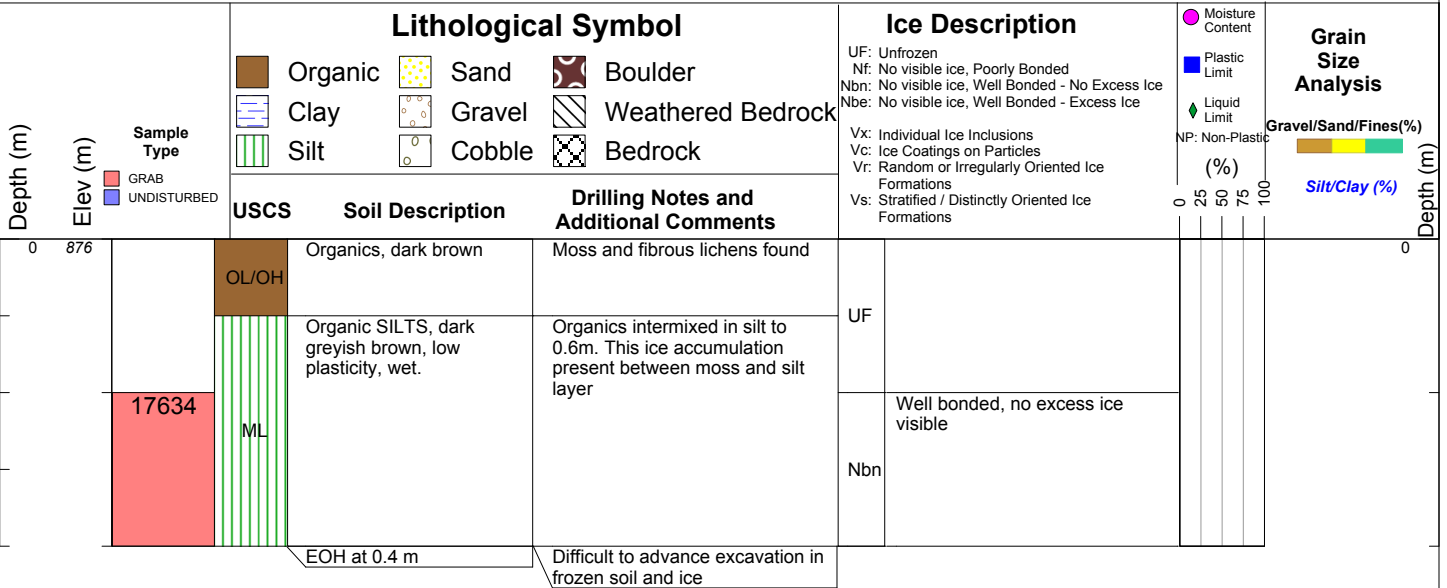 Depth (m)
Elev (m)
Sample
Type
GRAB
UNDISTURBED
Lithological Symbol
Organic
Sand
Boulder
Clay
Gravel
Weathered Bedrock
Silt
Cobble
Bedrock
USCS
Soil Description
Drilling Notes and
Additional Comments
Ice Description
UF: Unfrozen
Nf: No visible ice, Poorly Bonded
Nbn: No visible ice, Well Bonded - No Excess Ice
Nbe: No visible ice, Well Bonded - Excess Ice
Vx: Individual Ice Inclusions
Vc: Ice Coatings on Particles
Vr: Random or Irregularly Oriented Ice
Formations
Vs: Stratified / Distinctly Oriented Ice
Formations
Moisture
Content
Plastic
Limit
Liquid
Limit
NP: Non-Plastic
(%)
0 25 50 75 100
Grain
Size
Analysis
Gravel/Sand/Fines(%)
Silt/Clay (%)
Depth (m)
0 876
OL/OH
Organics, dark brown
Moss and fibrous lichens found
0
UF
Organic SILTS, dark
greyish brown, low
plasticity, wet.
Organics intermixed in silt to
0.6m. This ice accumulation
present between moss and silt
layer
17634
ML
Well bonded, no excess ice
visible
Nbn
EOH at 0.4 m
Difficult to advance excavation in
frozen soil and ice